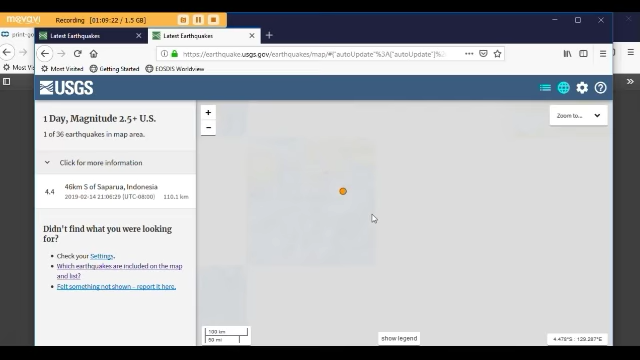 movavi
Recording | 01:09:22 / 1.5 GB |
print-go
Latest Earthquakes
Latest Earthquakes
https://earthquake.usgs.gov/earthquakes/map/#{"autoUpdate"%3A["autoUpdate"]%
Most Vis
Most Visited
Getting Started
EOSDIS Worldview
USGS
1 Day, Magnitude 2.5+ U.S.
1 of 36 earthquakes in map area.
Click for more information
4.4
46km S of Saparua, Indonesia
2019-02-14 21:06:29 (UTC-08:00)
110.1 km
Didn't find what you were looking
for?
Check your Settings.
Which earthquakes are included on the map
and list?
Felt something not shown – report it here.
+
−
Zoom to...
100 km
50 mi
show legend
4.476°S : 129.287°E